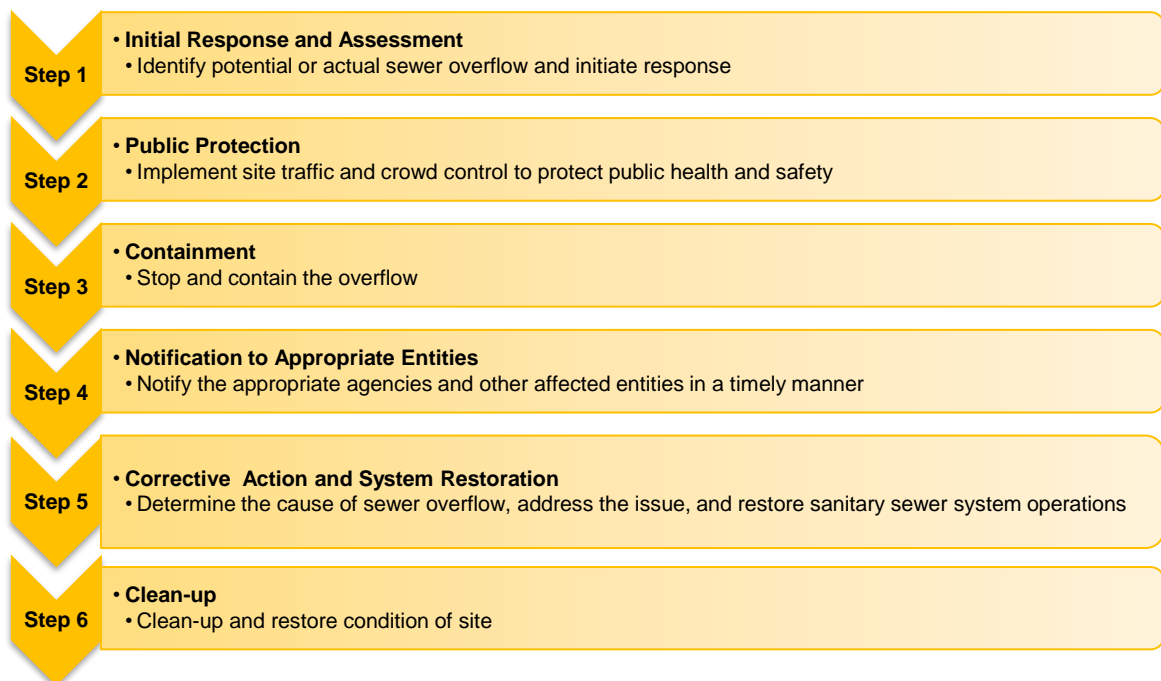 Step 1
• Initial Response and Assessment
• Identify potential or actual sewer overflow and initiate response
Step 2
• Public Protection
• Implement site traffic and crowd control to protect public health and safety
Step 3
• Containment
• Stop and contain the overflow
Step 4
• Notification to Appropriate Entities
• Notify the appropriate agencies and other affected entities in a timely manner
Step 5
• Corrective Action and System Restoration
• Determine the cause of sewer overflow, address the issue, and restore sanitary sewer system operations
Step 6
• Clean-up
• Clean-up and restore condition of site